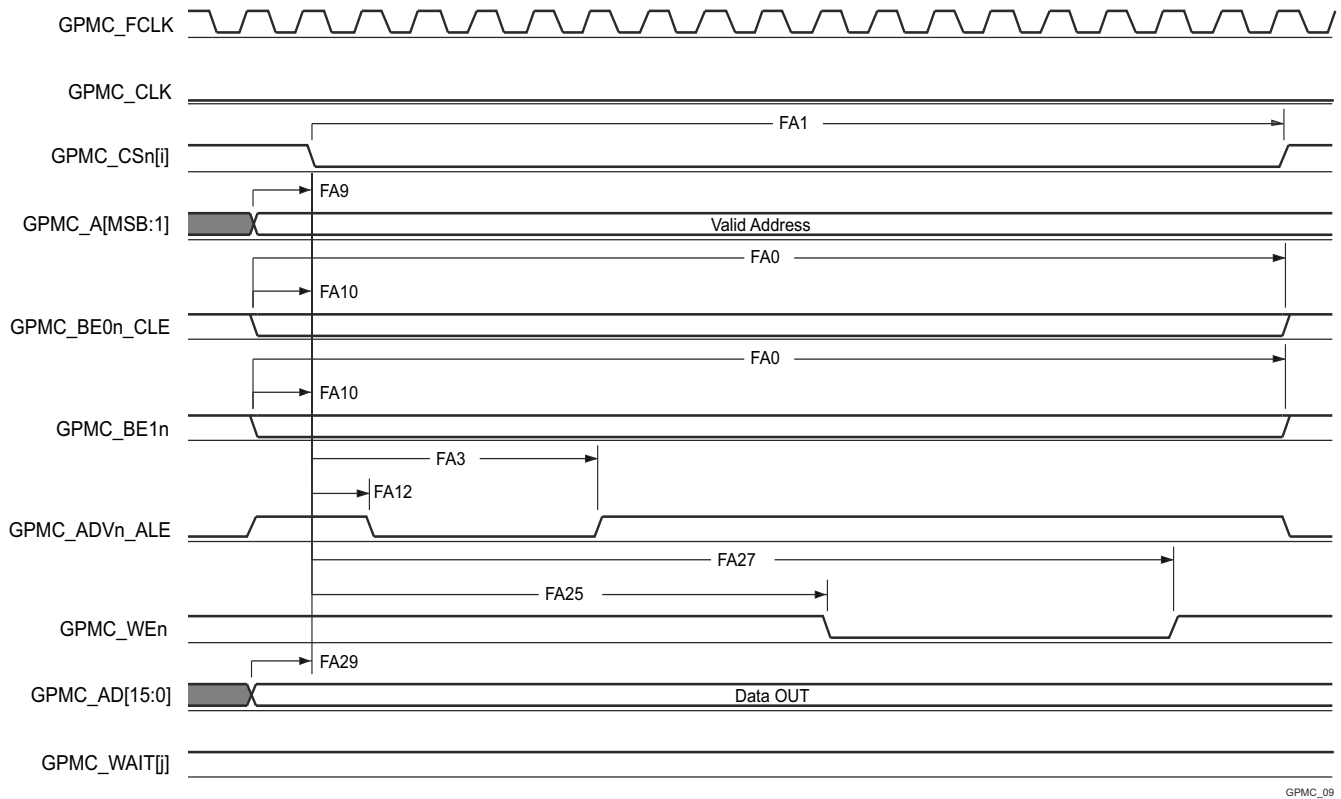 GPMC_FCLK
GPMC_CLK
FA1
GPMC_CSn[i]
FA9
GPMC_A[MSB:1]
Valid Address
FA0
FA10
GPMC_BE0n_CLE
FA0
FA10
GPMC_BE1n
FA3
FA12
GPMC_ADVn_ALE
FA27
FA25
GPMC_WEn
FA29
GPMC_AD[15:0]
Data OUT
GPMC_WAIT[j]
GPMC_09